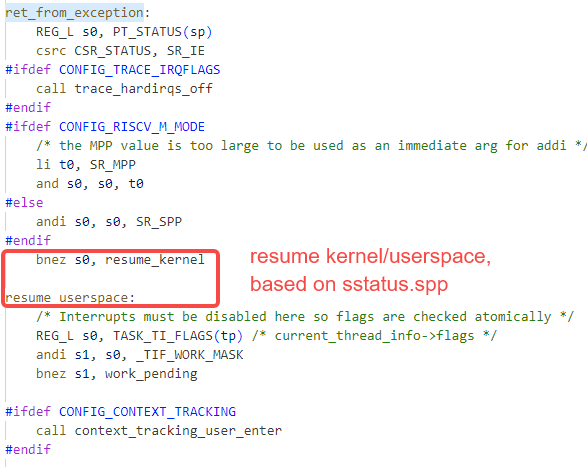 ret_from_exception:
    REG_L s0, PT_STATUS(sp)
    csrc CSR_STATUS, SR_IE
#ifdef CONFIG_TRACE_IRQFLAGS
    call trace_hardirqs_off
#endif
#ifdef CONFIG_RISCV_M_MODE
    /* the MPP value is too large to be used as an immediate arg for addi */
    li t0, SR_MPP
    and s0, s0, t0
#else
    andi s0, s0, SR_SPP
#endif
    bnez s0, resume_kernel
resume kernel/userspace,
based on sstatus.spp
resume_userspace:
    /* Interrupts must be disabled here so flags are checked atomically */
    REG_L s0, TASK_TI_FLAGS(tp) /* current_thread_info->flags */
    andi s1, s0, _TIF_WORK_MASK
    bnez s1, work_pending
#ifdef CONFIG_CONTEXT_TRACKING
    call context_tracking_user_enter
#endif